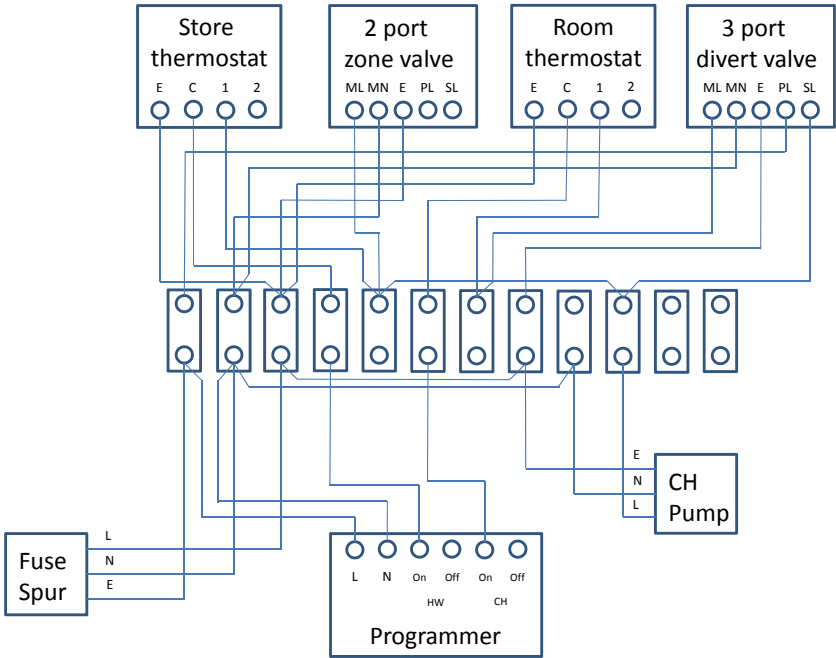 Store
thermostat
E C 1 2
2 port
zone valve
ML MN E PL SL
Room
thermostat
E C 1 2
3 port
divert valve
ML MN E PL SL
E
N
L
CH
Pump
L
N
E
Fuse
Spur
L N On Off On Off
HW CH
Programmer